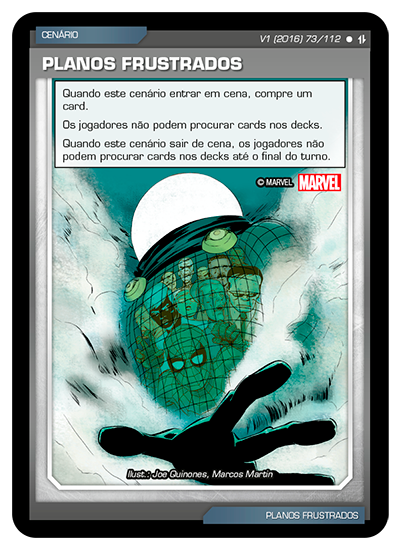 CENÁRIO
V1 (2016) 73/112
PLANOS FRUSTRADOS
Quando este cenário entrar em cena, compre um
card.
Os jogadores não podem procurar cards nos decks.
Quando este cenário sair de cena, os jogadores não
podem procurar cards nos decks até o final do turno.
© MARVEL MARVEL
Ilust.: Joe Quinones, Marcos Martin
PLANOS FRUSTRADOS